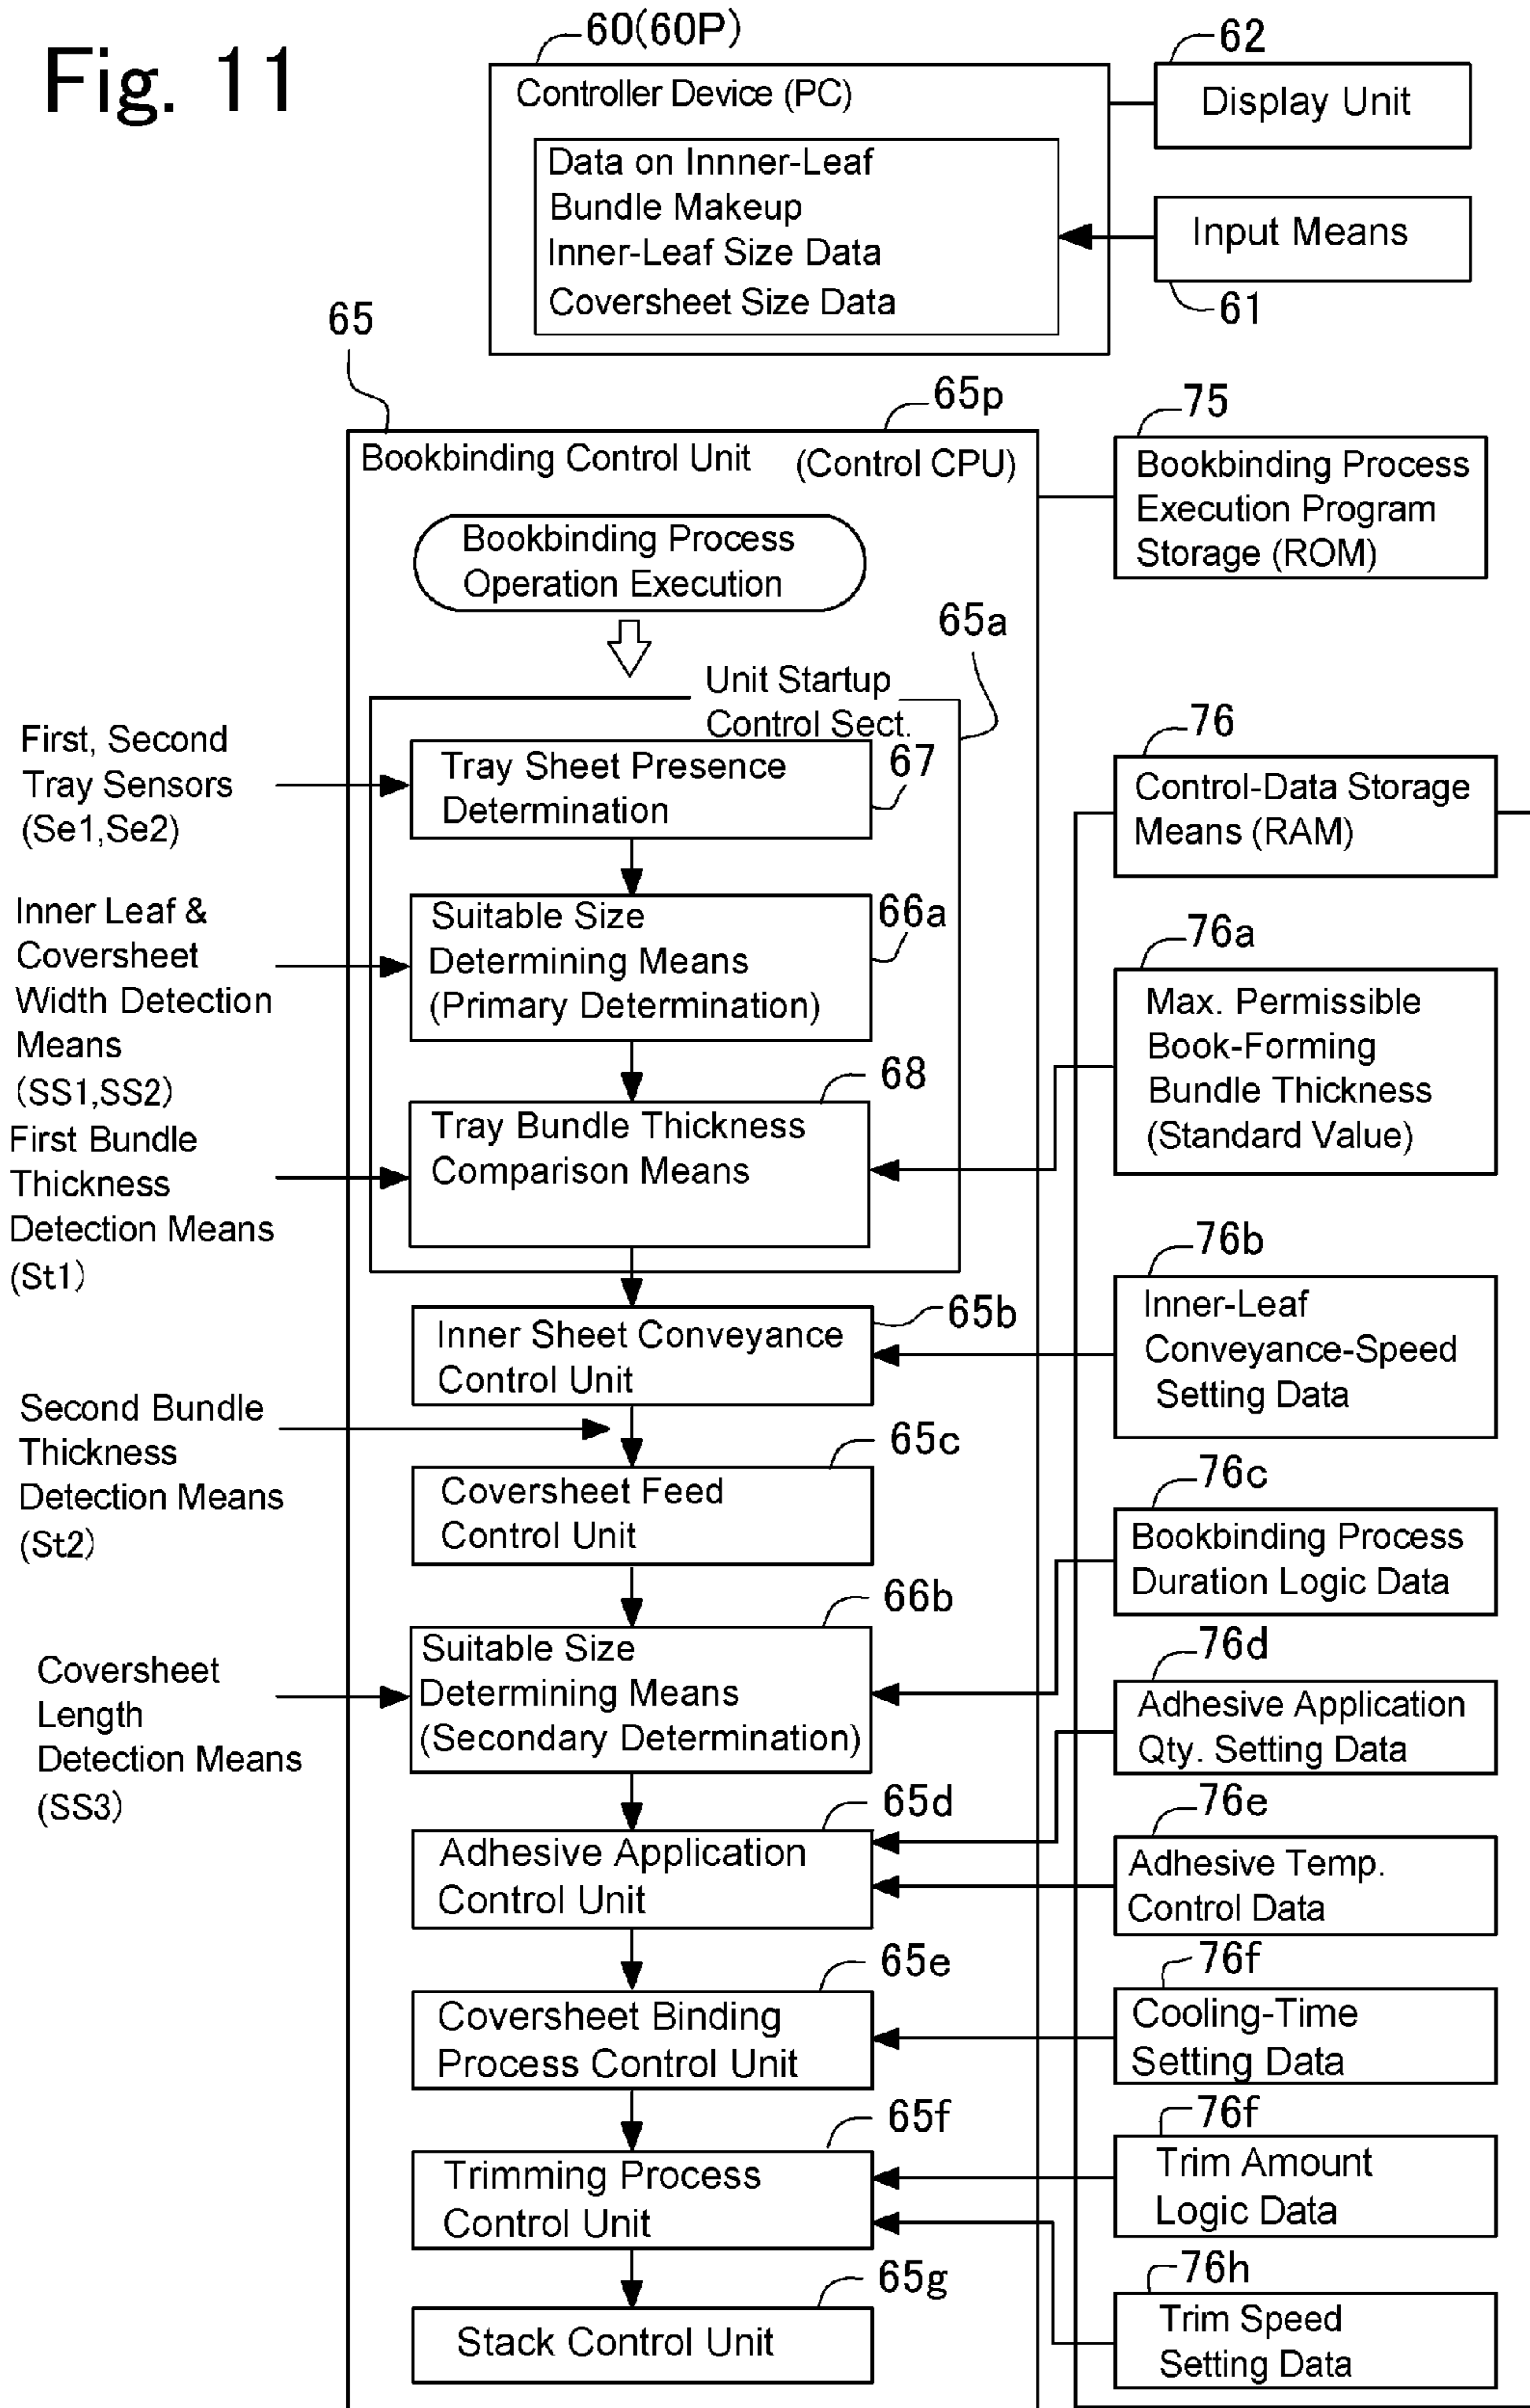 Fig. 11
60(60P)
Controller Device (PC)
Data on Innner-Leaf
Bundle Makeup
Inner-Leaf Size Data
Coversheet Size Data
62
Display Unit
Input Means
61
65
65p
Bookbinding Control Unit (Control CPU)
75
Bookbinding Process
Execution Program
Storage (ROM)
Bookbinding Process
Operation Execution
65a
Unit Startup
Control Sect.
First, Second
Tray Sensors
(Se1,Se2)
Tray Sheet Presence
Determination
67
76
Control-Data Storage
Means (RAM)
Inner Leaf &
Coversheet
Width Detection
Means
(SS1,SS2)
Suitable Size
Determining Means
(Primary Determination)
66a
76a
Max. Permissible
Book-Forming
Bundle Thickness
(Standard Value)
First Bundle
Thickness
Detection Means
(St1)
68
Tray Bundle Thickness
Comparison Means
76b
Inner-Leaf
Conveyance-Speed
Setting Data
65b
Inner Sheet Conveyance
Control Unit
Second Bundle
Thickness
Detection Means
(St2)
65c
Coversheet Feed
Control Unit
76c
Bookbinding Process
Duration Logic Data
66b
Suitable Size
Determining Means
(Secondary Determination)
Coversheet
Length
Detection Means
(SS3)
76d
Adhesive Application
Qty. Setting Data
65d
Adhesive Application
Control Unit
76e
Adhesive Temp.
Control Data
65e
Coversheet Binding
Process Control Unit
76f
Cooling-Time
Setting Data
65f
Trimming Process
Control Unit
76f
Trim Amount
Logic Data
65g
Stack Control Unit
76h
Trim Speed
Setting Data